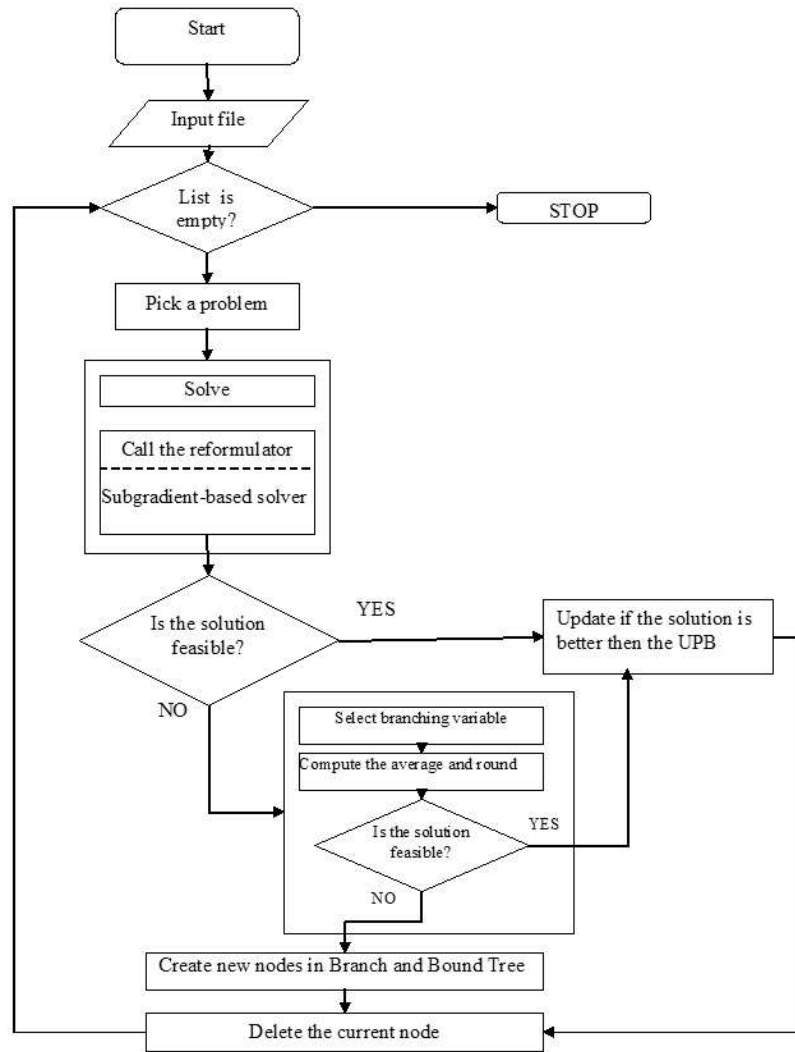 Start
Input file
List is
empty?
STOP
Pick a problem
Solve
Call the reformulator
Subgradient-based solver
Is the solution
feasible?
YES
Update if the solution is
better then the UPB
NO
Select branching variable
Compute the average and round
Is the solution
feasible?
YES
NO
Create new nodes in Branch and Bound Tree
Delete the current node